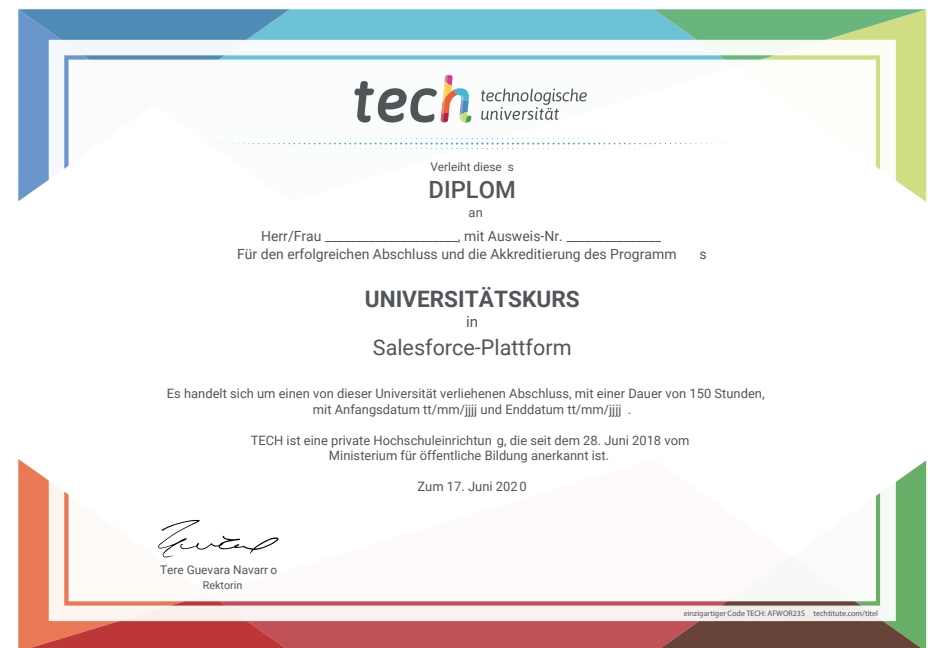 tech technologische
universität
Verleiht diese s
DIPLOM
an
Herr/Frau ____________________, mit Ausweis-Nr. ______________
Für den erfolgreichen Abschluss und die Akkreditierung des Programm s
UNIVERSITÄTSKURS
in
Salesforce-Plattform
Es handelt sich um einen von dieser Universität verliehenen Abschluss, mit einer Dauer von 150 Stunden,
mit Anfangsdatum tt/mm/jjjj und Enddatum tt/mm/jjjj .
TECH ist eine private Hochschuleinrichtun g, die seit dem 28. Juni 2018 vom
Ministerium für öffentliche Bildung anerkannt ist.
Zum 17. Juni 2020
Tere Guevara Navarr o
Rektorin
einzigartiger Code TECH: AFWOR23S techtitute.com/titel